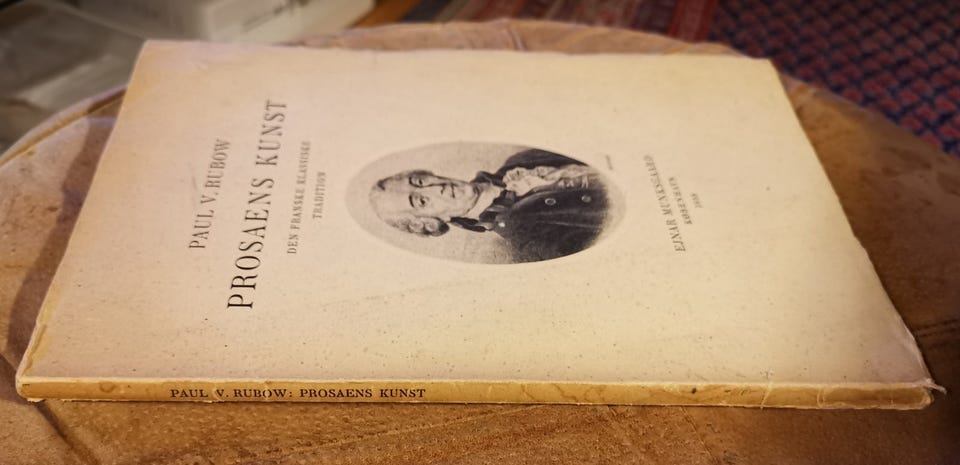 PAUL V. RUBOW
PROSAENS KUNST
DEN FRANSKE KLASSISKE
TRADITION
EJNAR MUNKSGAARD
KØBENHAVN
PAUL V. RUBOW: PROSAENS KUNST